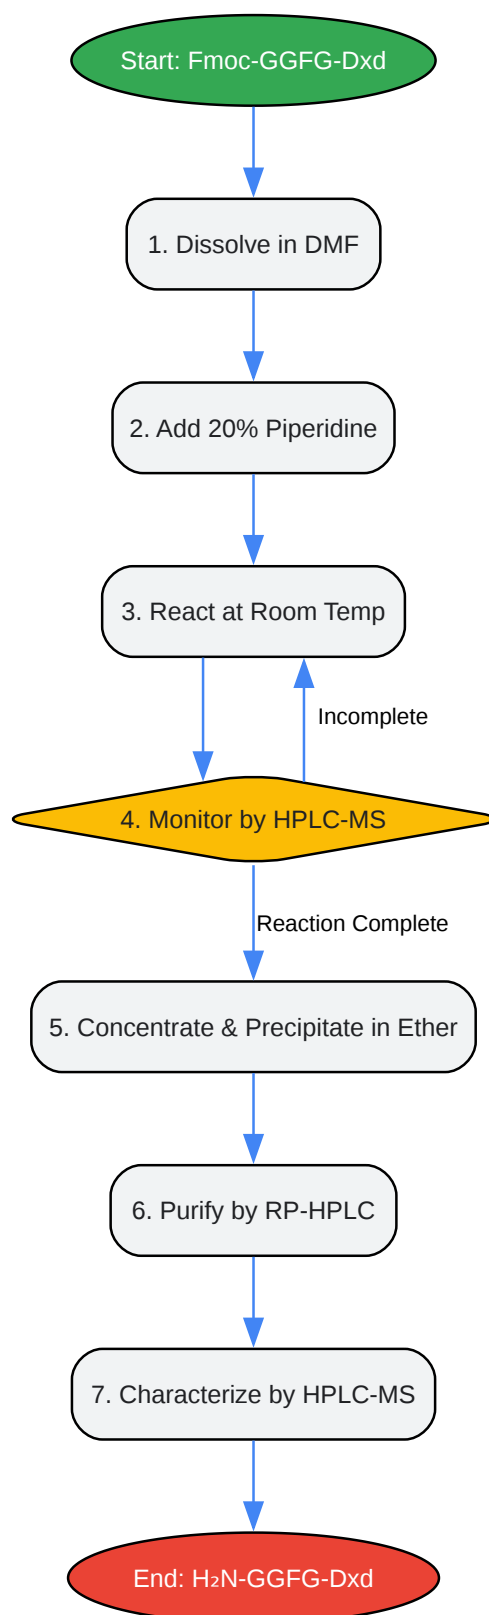 Start: Fmoc-GGFG-Dxd
1. Dissolve in DMF
2. Add 20% Piperidine
3. React at Room Temp
Incomplete
4. Monitor by HPLC-MS
Reaction Complete
5. Concentrate & Precipitate in Ether
6. Purify by RP-HPLC
7. Characterize by HPLC-MS
End: H₂N-GGFG-Dxd